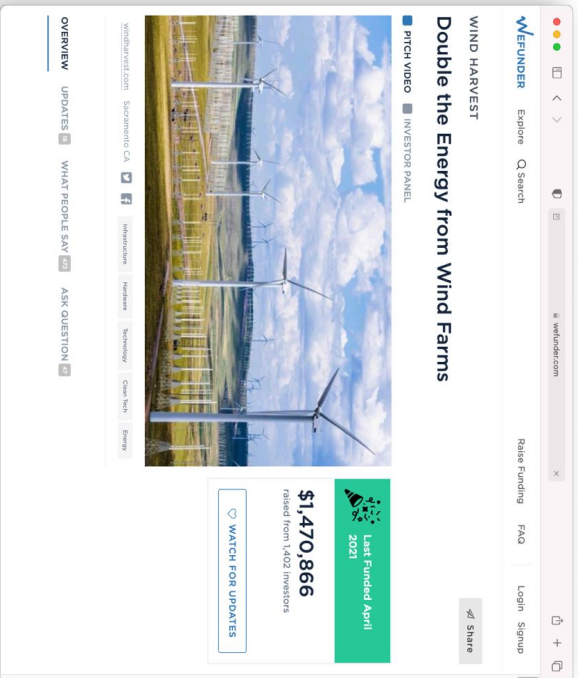 wefunder.com
WEFUNDER
Explore
Search
Raise Funding
FAQ
Login
Signup
WIND HARVEST
Share
Double the Energy from Wind Farms
PITCH VIDEO
INVESTOR PANEL
Last Funded April 2021
$1,470,866
raised from 1,402 investors
WATCH FOR UPDATES
windharvest.com
Sacramento CA
Infrastructure
Hardware
Technology
Clean Tech
Energy
OVERVIEW
UPDATES
WHAT PEOPLE SAY 472
ASK QUESTION 47